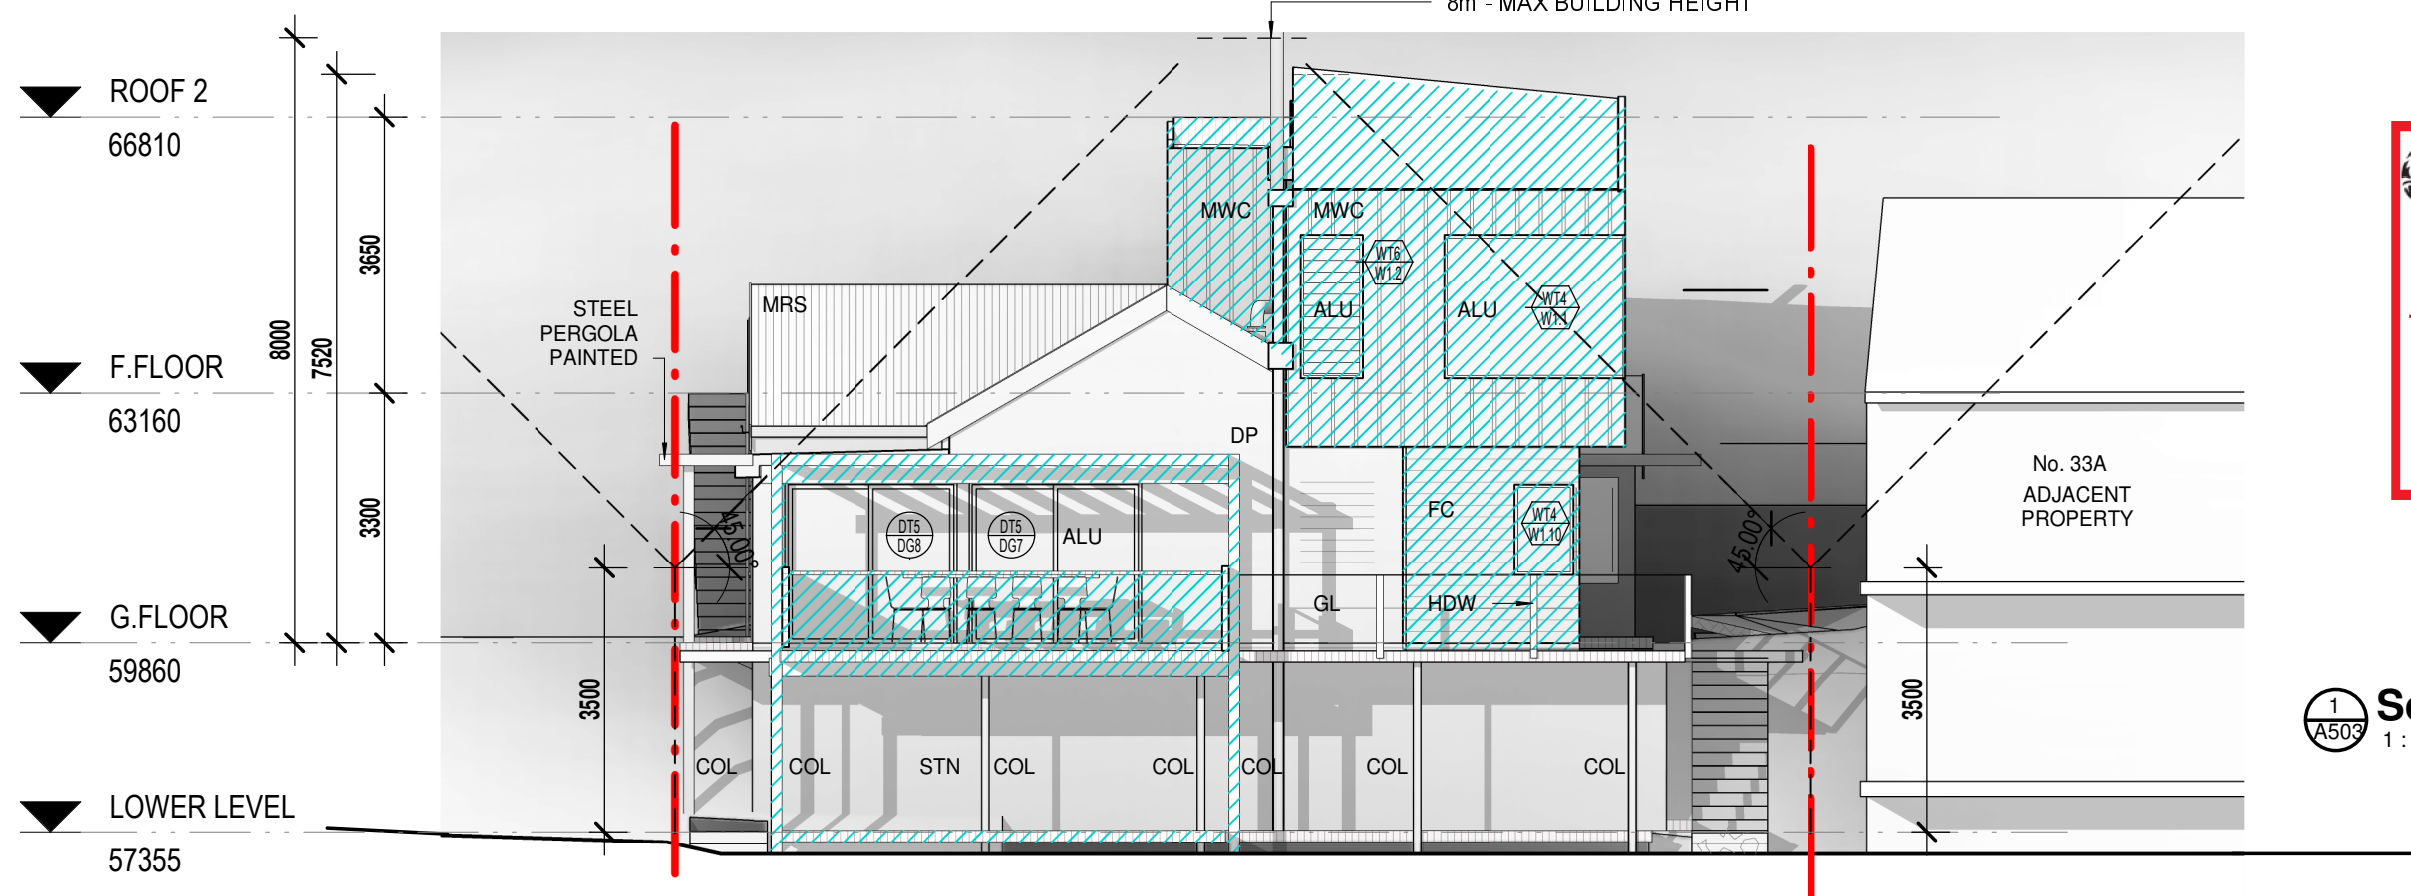 8m - MAX BUILDING HEIGHT
ROOF 2
66810
F.FLOOR
63160
G.FLOOR
59860
LOWER LEVEL
57355
8000
7520
3650
3300
3500
STEEL
PERGOLA
PAINTED
MRS
MWC
MWC
WT6
W1.2
ALU
ALU
WT4
W1.1
DP
45.00°
DT5
DG8
DT5
DG7
ALU
FC
WT4
W1.10
GL
HDW
45.00°
No. 33A
ADJACENT
PROPERTY
3500
COL
COL
STN
COL
COL
COL
COL
COL
1
A503
1 :